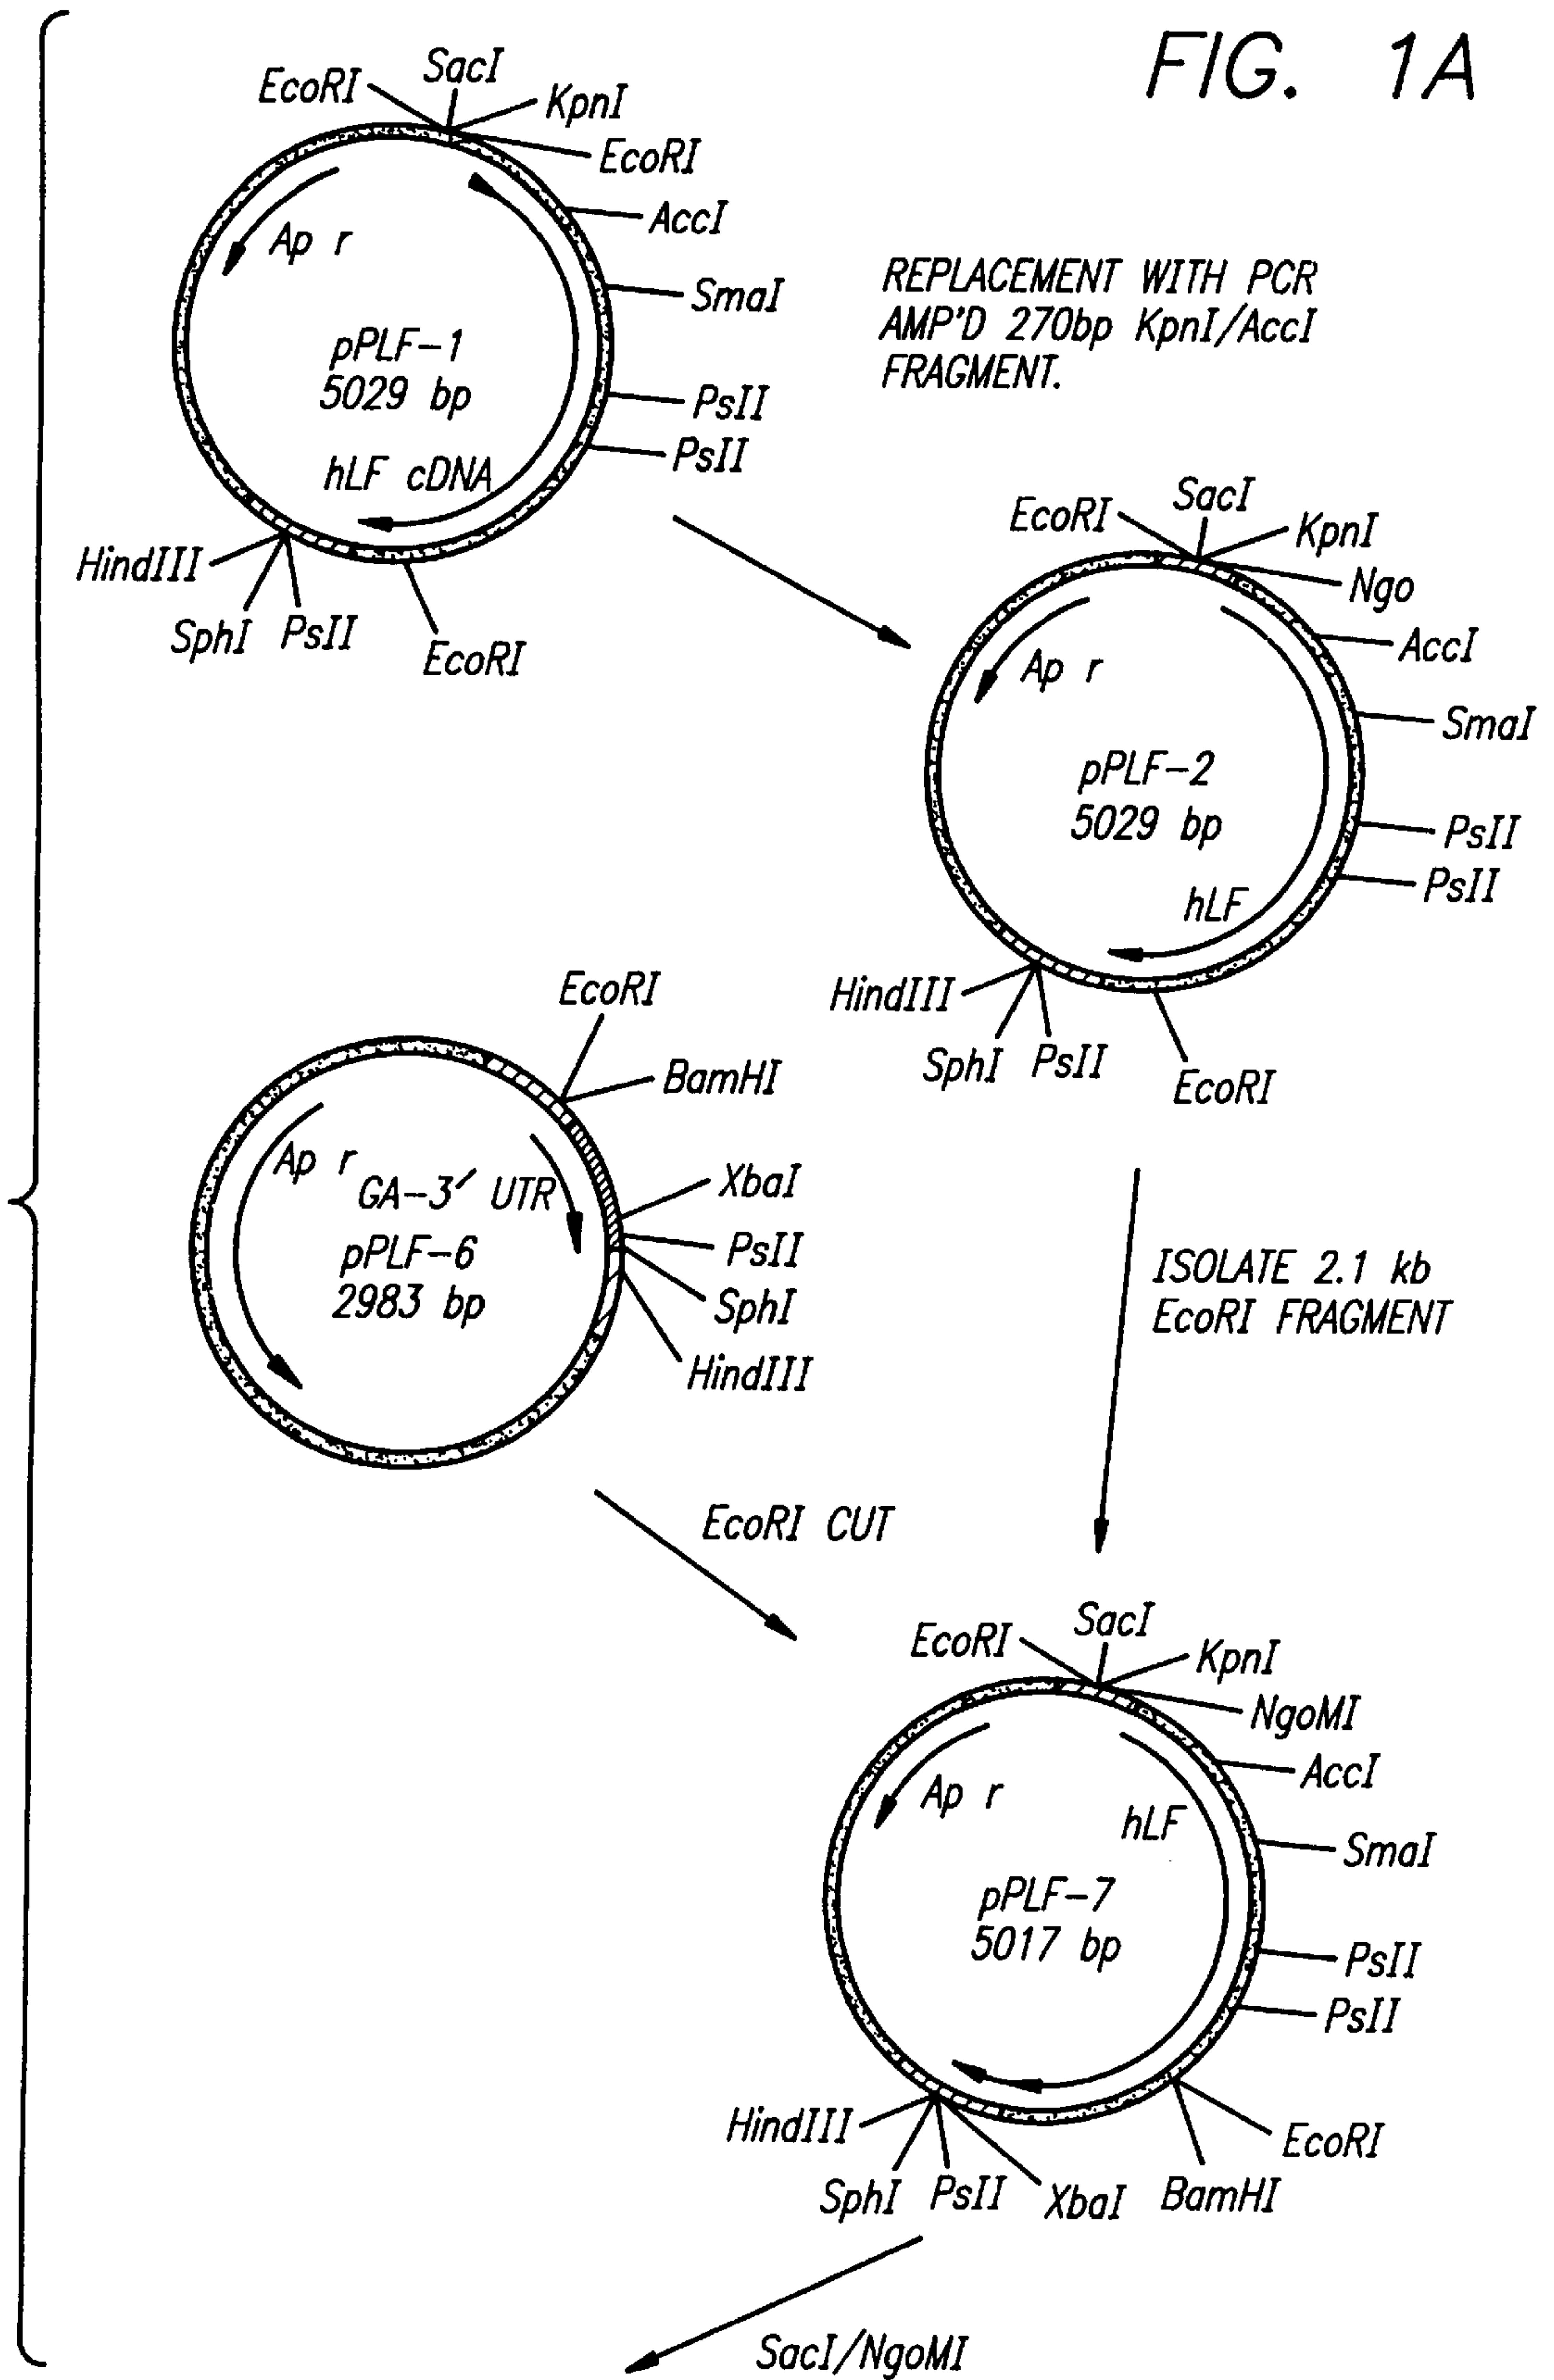 FIG. 1A
EcoRI
SacI
KpnI
EcoRI
AccI
SmaI
PsII
PsII
Ap r
pPLF-1
5029 bp
hLF cDNA
HindIII
SphI
PsII
EcoRI
REPLACEMENT WITH PCR
AMP'D 270bp KpnI/AccI
FRAGMENT.
EcoRI
SacI
KpnI
Ngo
AccI
SmaI
PsII
PsII
Ap r
pPLF-2
5029 bp
hLF
HindIII
SphI
PsII
EcoRI
EcoRI
BamHI
XbaI
PsII
SphI
HindIII
Ap r
GA-3' UTR
pPLF-6
2983 bp
ISOLATE 2.1 kb
EcoRI FRAGMENT
EcoRI CUT
EcoRI
SacI
KpnI
NgoMI
AccI
SmaI
PsII
PsII
Ap r
hLF
pPLF-7
5017 bp
HindIII
SphI
PsII
XbaI
BamHI
EcoRI
SacI/NgoMI